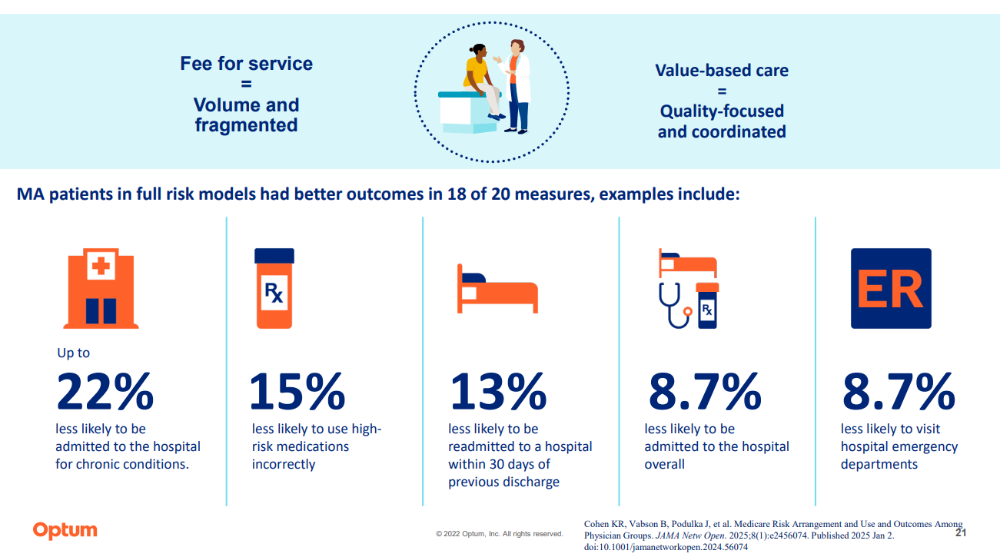 Fee for service
=
Volume and
fragmented
Value-based care
=
Quality-focused
and coordinated
MA patients in full risk models had better outcomes in 18 of 20 measures, examples include:
Rx
Rx
ER
Up to
22%
less likely to be
admitted to the hospital
for chronic conditions.
15%
less likely to use high-
risk medications
incorrectly
13%
less likely to be
readmitted to a hospital
within 30 days of
previous discharge
8.7%
less likely to be
admitted to the hospital
overall
8.7%
less likely to visit
hospital emergency
departments
Optum
© 2022 Optum, Inc. All rights reserved.
Cohen KR, Vabson B, Podulka J, et al. Medicare Risk Arrangement and Use and Outcomes Among
Physician Groups. JAMA Netw Open. 2025;8(1):e2456074. Published 2025 Jan 2.
doi:10.1001/jamanetworkopen.2024.56074
21